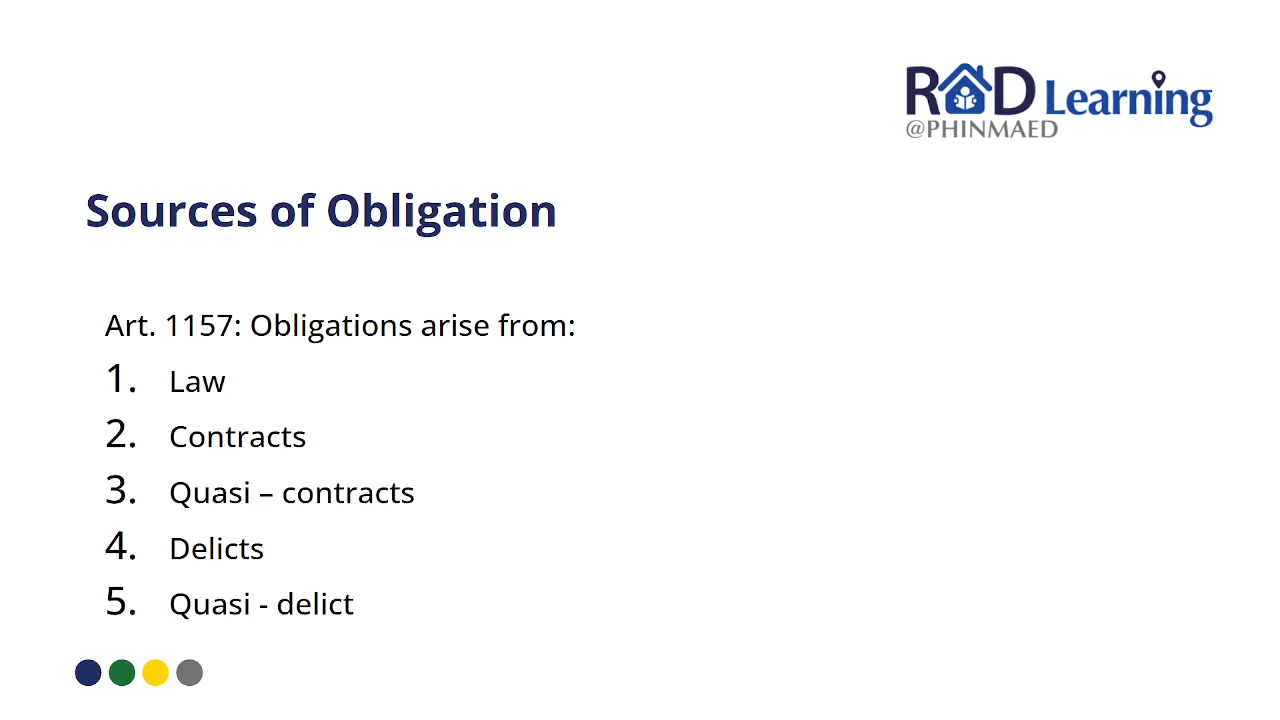 RAD Learning
@PHINMAED
Sources of Obligation
Art. 1157: Obligations arise from:
1. Law
2. Contracts
3. Quasi – contracts
4. Delicts
5. Quasi - delict